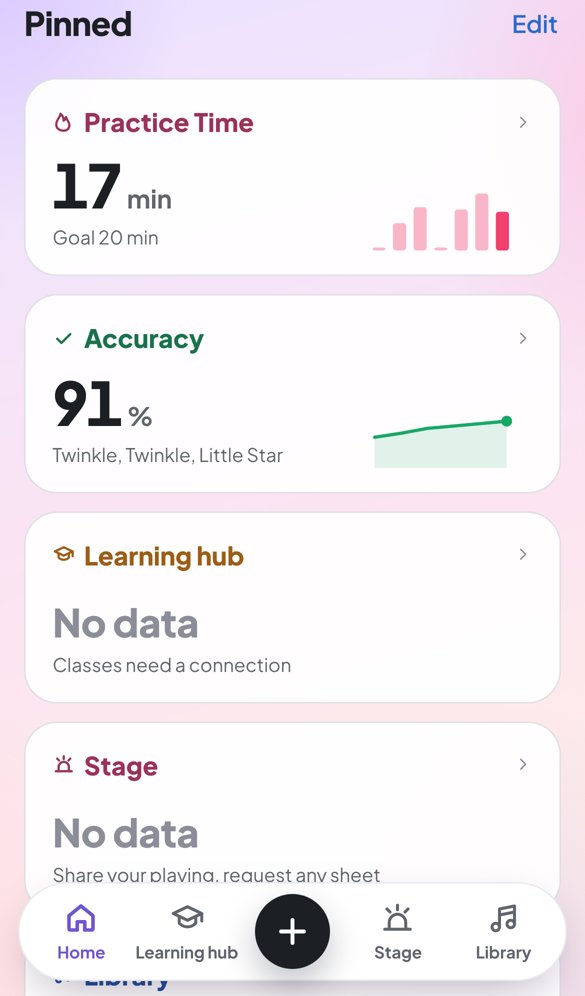 Pinned
Edit
Practice Time
17 min
Goal 20 min
Accuracy
91 %
Twinkle, Twinkle, Little Star
Learning hub
No data
Classes need a connection
Stage
No data
Share your playing, request any sheet
Home
Learning hub
Stage
Library
Library